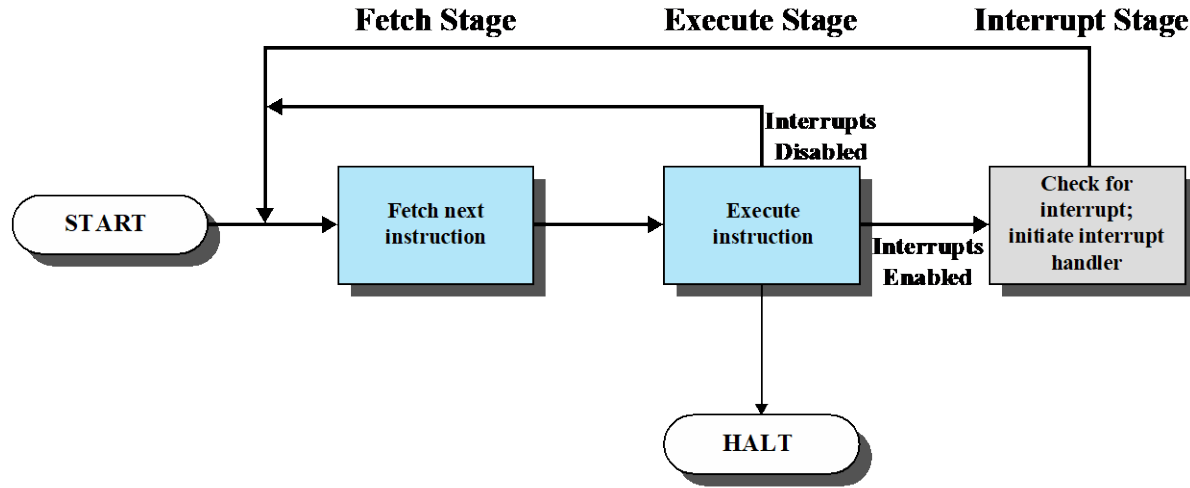 Fetch Stage
Execute Stage
Interrupt Stage
Interrupts
Disabled
START
Fetch next
instruction
Execute
instruction
Interrupts
Enabled
Check for
interrupt;
initiate interrupt
handler
HALT